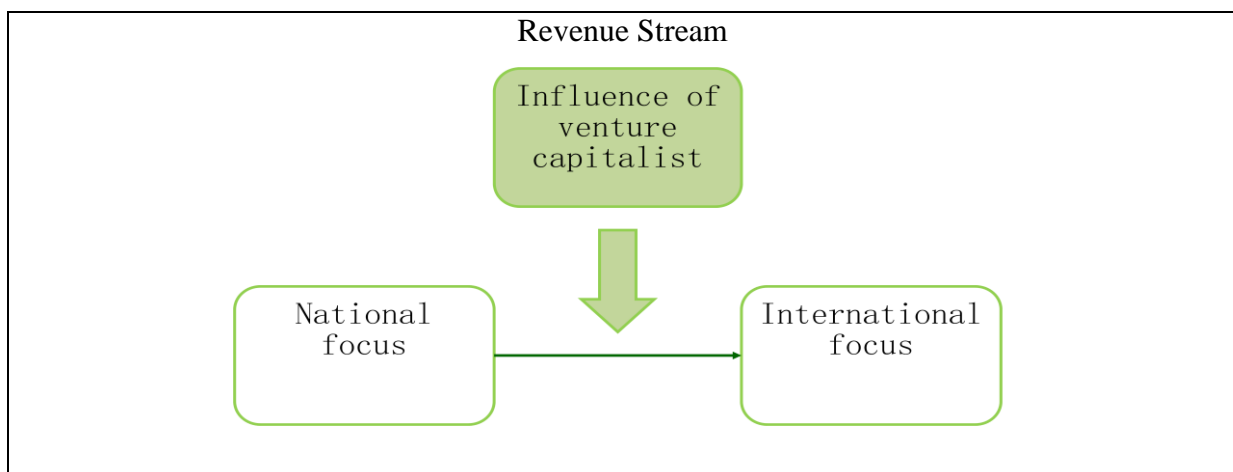 Revenue Stream
Influence of
venture
capitalist
National
focus
International
focus